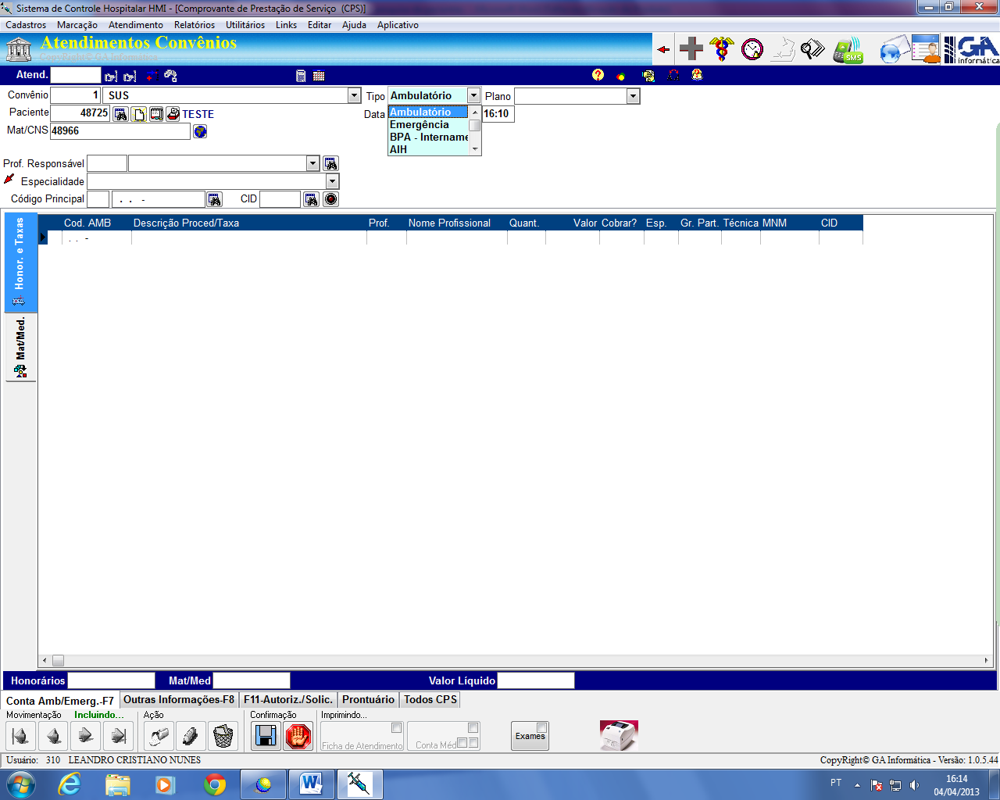 Sistema de Controle Hospitalar HMI - [Comprovante de Prestação de Serviço (CPS)]
Cadastros Marcação Atendimento Relatórios Utilitários Links Editar Ajuda Aplicativo
Atendimentos Convênios
CopyRight© GA Informática
SMS
GA
informática
Atend.
Convênio 1 SUS Tipo Ambulatório Plano
Paciente 48725 TESTE Data 16:10
Ambulatório
Emergência
BPA - Intername
AIH
Mat/CNS 48966
Prof. Responsável
Especialidade
Código Principal . . - CID
Honor. e Taxas
Mat/Med.
Cod. AMB Descrição Proced/Taxa Prof. Nome Profissional Quant. Valor Cobrar? Esp. Gr. Part. Técnica MNM CID
. . -
Honorários Mat/Med Valor Líquido
Conta Amb/Emerg.-F7 Outras Informações-F8 F11-Autoriz./Solic. Prontuário Todos CPS
Movimentação Incluindo... Ação Confirmação Imprimindo...
Ficha de Atendimento Conta Méd Exames
Usuário: 310 LEANDRO CRISTIANO NUNES CopyRight© GA Informática - Versão: 1.0.5.44
PT 16:14
04/04/2013